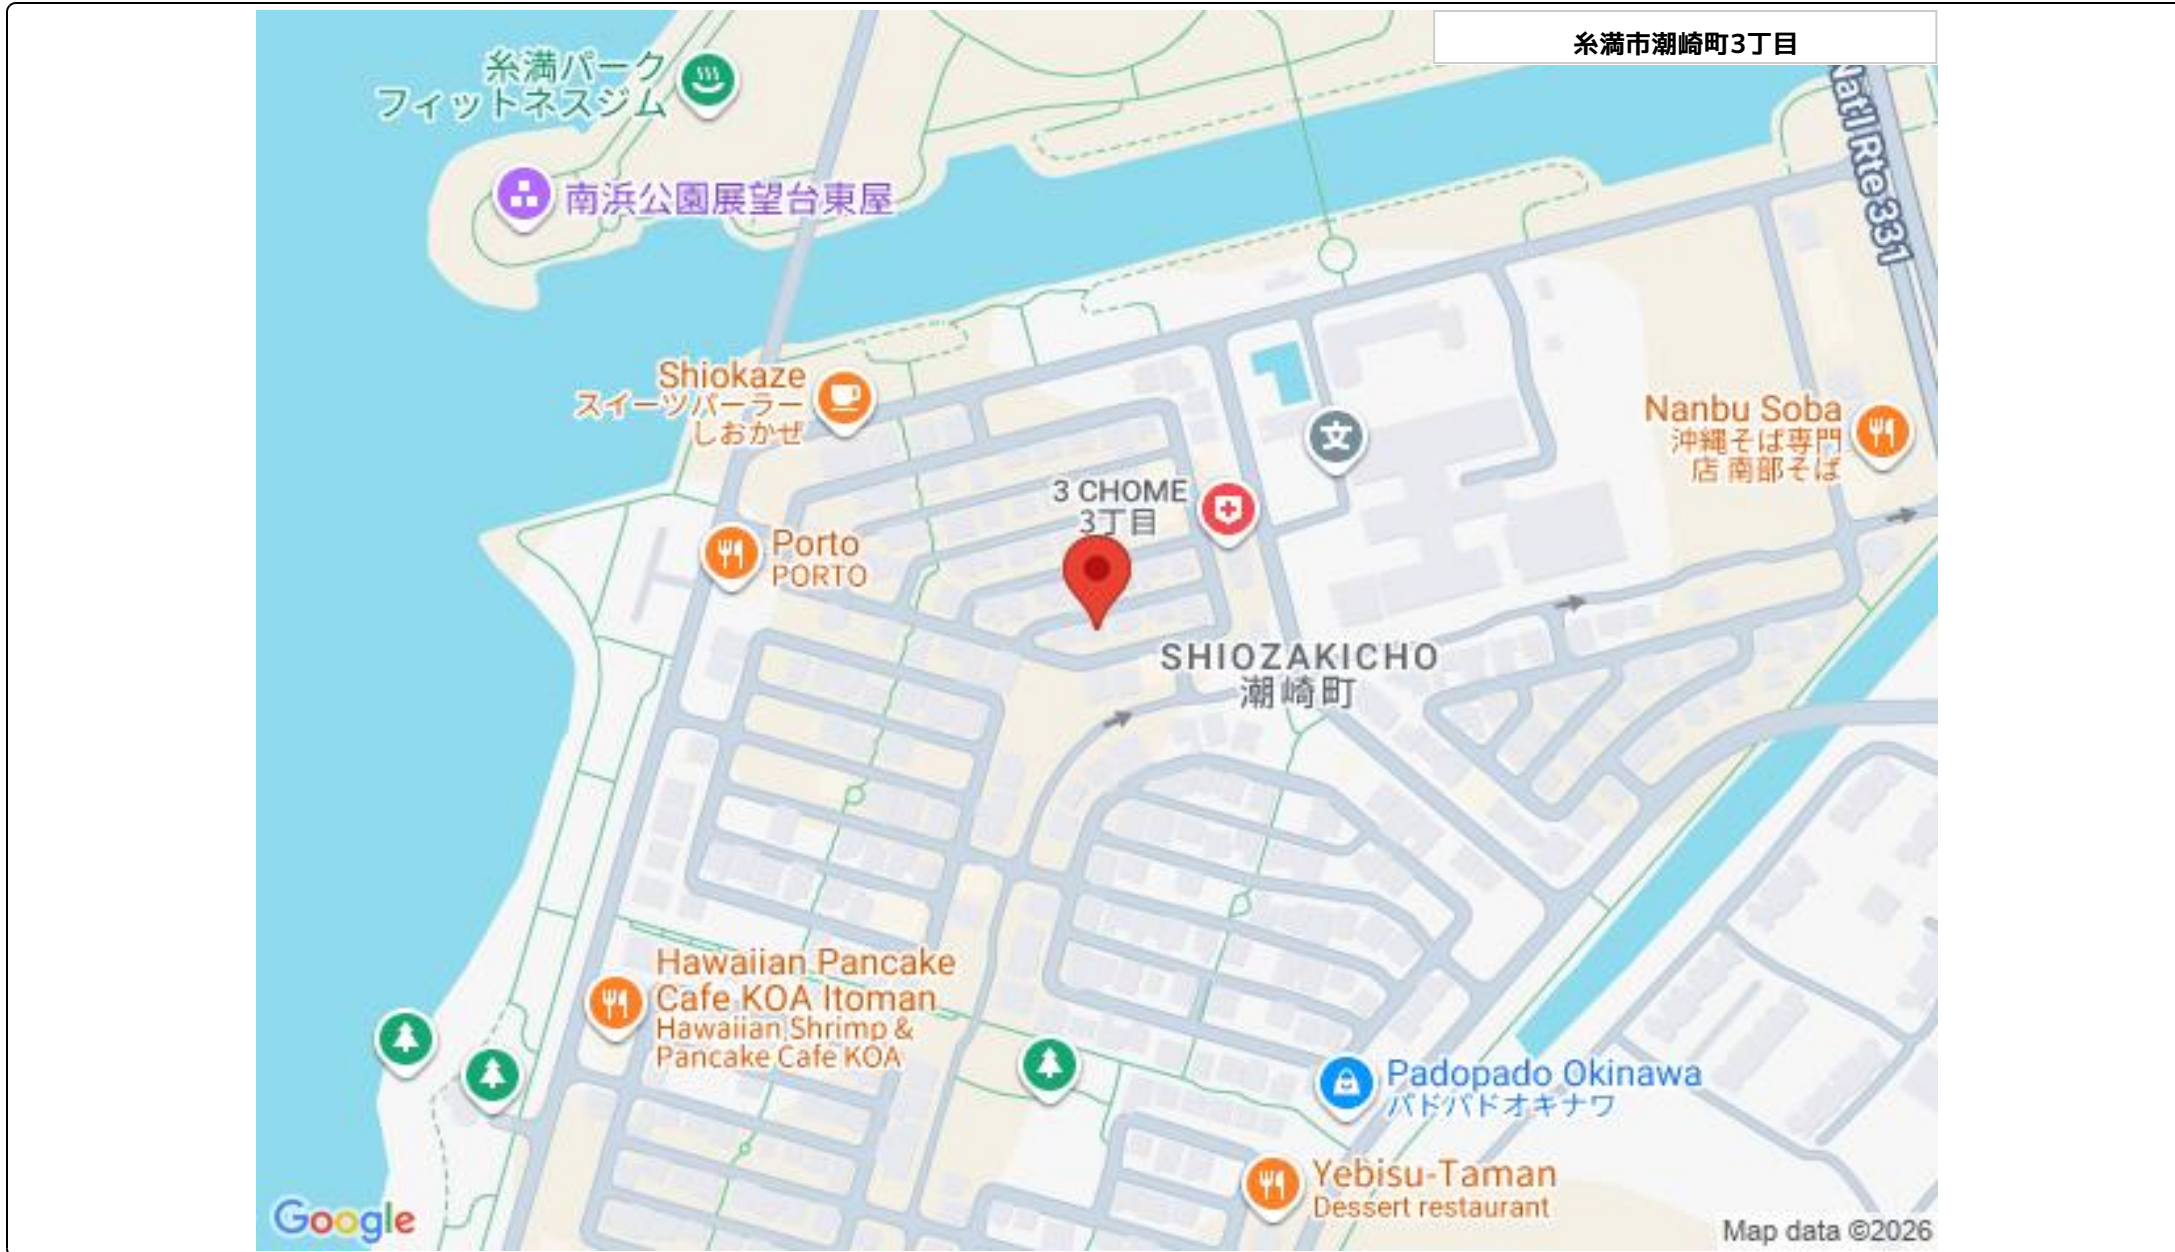 糸満市潮崎町3丁目
糸満パーク
フィットネスジム
Nat'l Rte 331
南浜公園展望台東屋
Shiokaze
スイーツパーラー
しおかぜ
文
Nanbu Soba
沖縄そば専門
店 南部そば
3 CHOME
3丁目
Porto
PORTO
SHIOZAKICHO
潮崎町
Hawaiian Pancake
Cafe KOA Itoman
Hawaiian Shrimp &
Pancake Cafe KOA
Padopado Okinawa
パドパドオキナワ
Yebisu-Taman
Dessert restaurant
Google
Map data ©2026